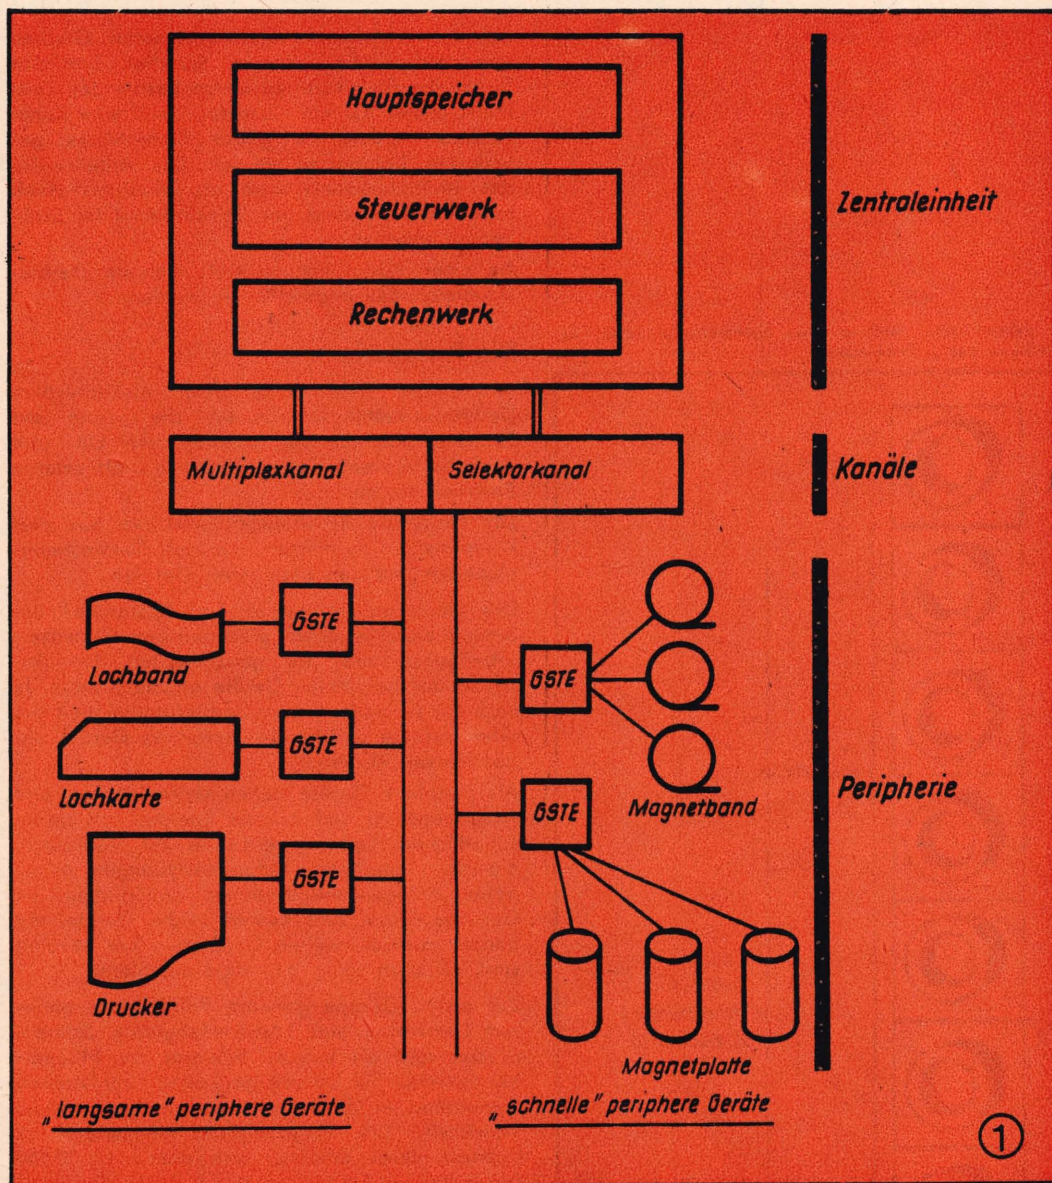 Hauptspeicher
Steuerwerk
Rechenwerk
Zentraleinheit
Multiplexkanal
Selektorkanal
Kanäle
GSTE
Lochband
GSTE
Lochkarte
GSTE
Drucker
GSTE
Magnetband
GSTE
Magnetplatte
Peripherie
„langsame" periphere Geräte
„schnelle" periphere Geräte
1